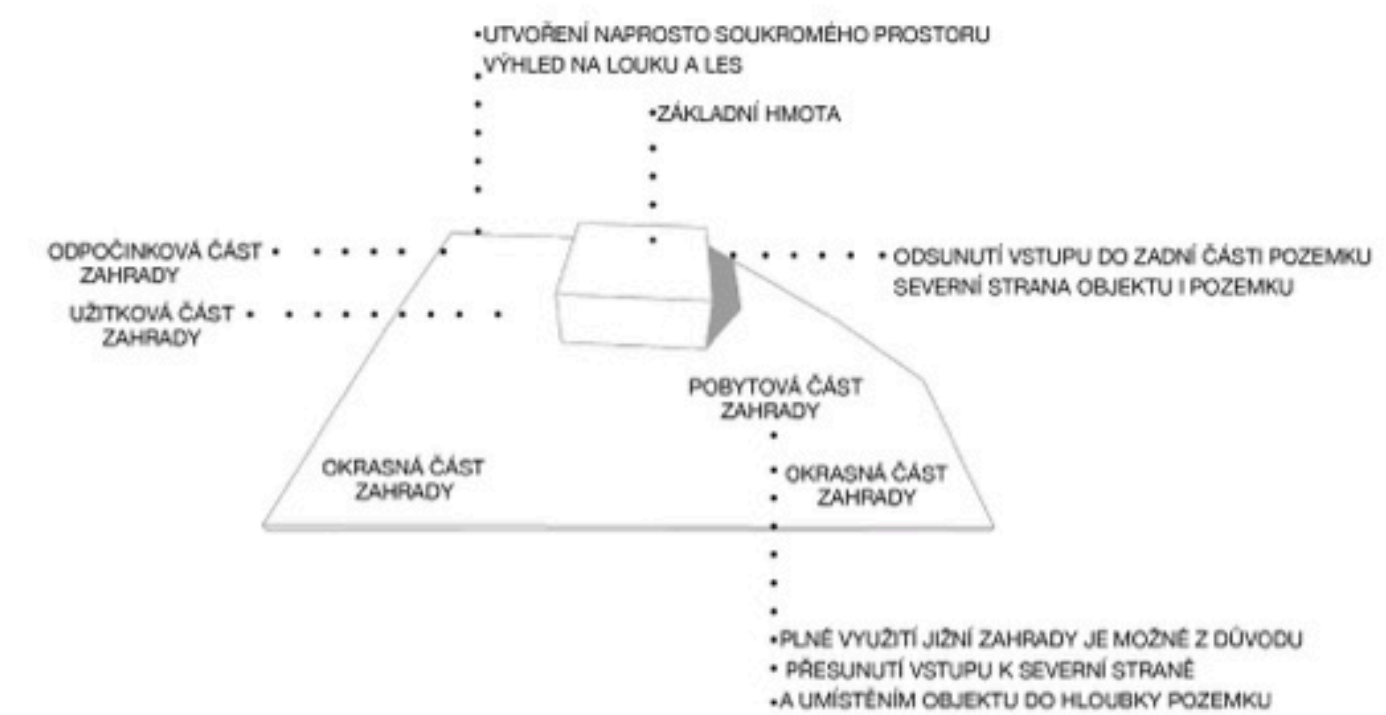 •UTVOŘENÍ NAPROSTO SOUKROMÉHO PROSTORU
VÝHLED NA LOUKU A LES
•ZÁKLADNÍ HMOTA
ODPOČINKOVÁ ČÁST
ZAHRADY
UŽITKOVÁ ČÁST
ZAHRADY
ODSUNUTÍ VSTUPU DO ZADNÍ ČÁSTI POZEMKU
SEVERNÍ STRANA OBJEKTU I POZEMKU
POBYTOVÁ ČÁST
ZAHRADY
OKRASNÁ ČÁST
ZAHRADY
OKRASNÁ ČÁST
ZAHRADY
•PLNÉ VYUŽITÍ JIŽNÍ ZAHRADY JE MOŽNÉ Z DŮVODU
• PŘESUNUTÍ VSTUPU K SEVERNÍ STRANĚ
•A UMÍSTĚNÍM OBJEKTU DO HLOUBKY POZEMKU